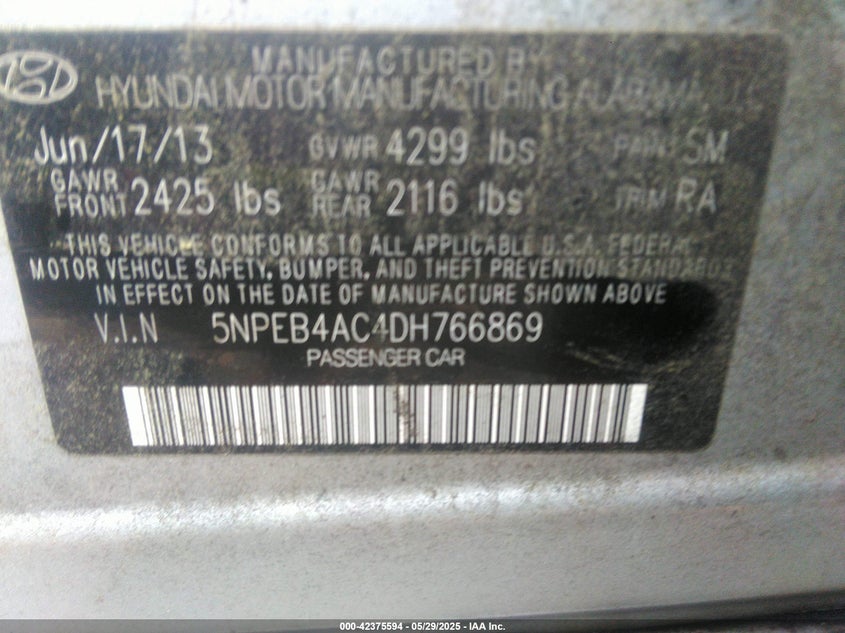 MANUFACTURED BY
HYUNDAI MOTOR MANUFACTURING ALABAMA,
Jun/17/13 GVWR 4299 lbs PAINT SM
GAWR FRONT 2425 lbs GAWR REAR 2116 lbs TRIM RA
THIS VEHICLE CONFORMS TO ALL APPLICABLE U.S.A. FEDERAL
MOTOR VEHICLE SAFETY, BUMPER, AND THEFT PREVENTION STANDARDS
IN EFFECT ON THE DATE OF MANUFACTURE SHOWN ABOVE
V.I.N 5NPEB4AC4DH766869
PASSENGER CAR
000-42375594 - 05/29/2025 - IAA Inc.